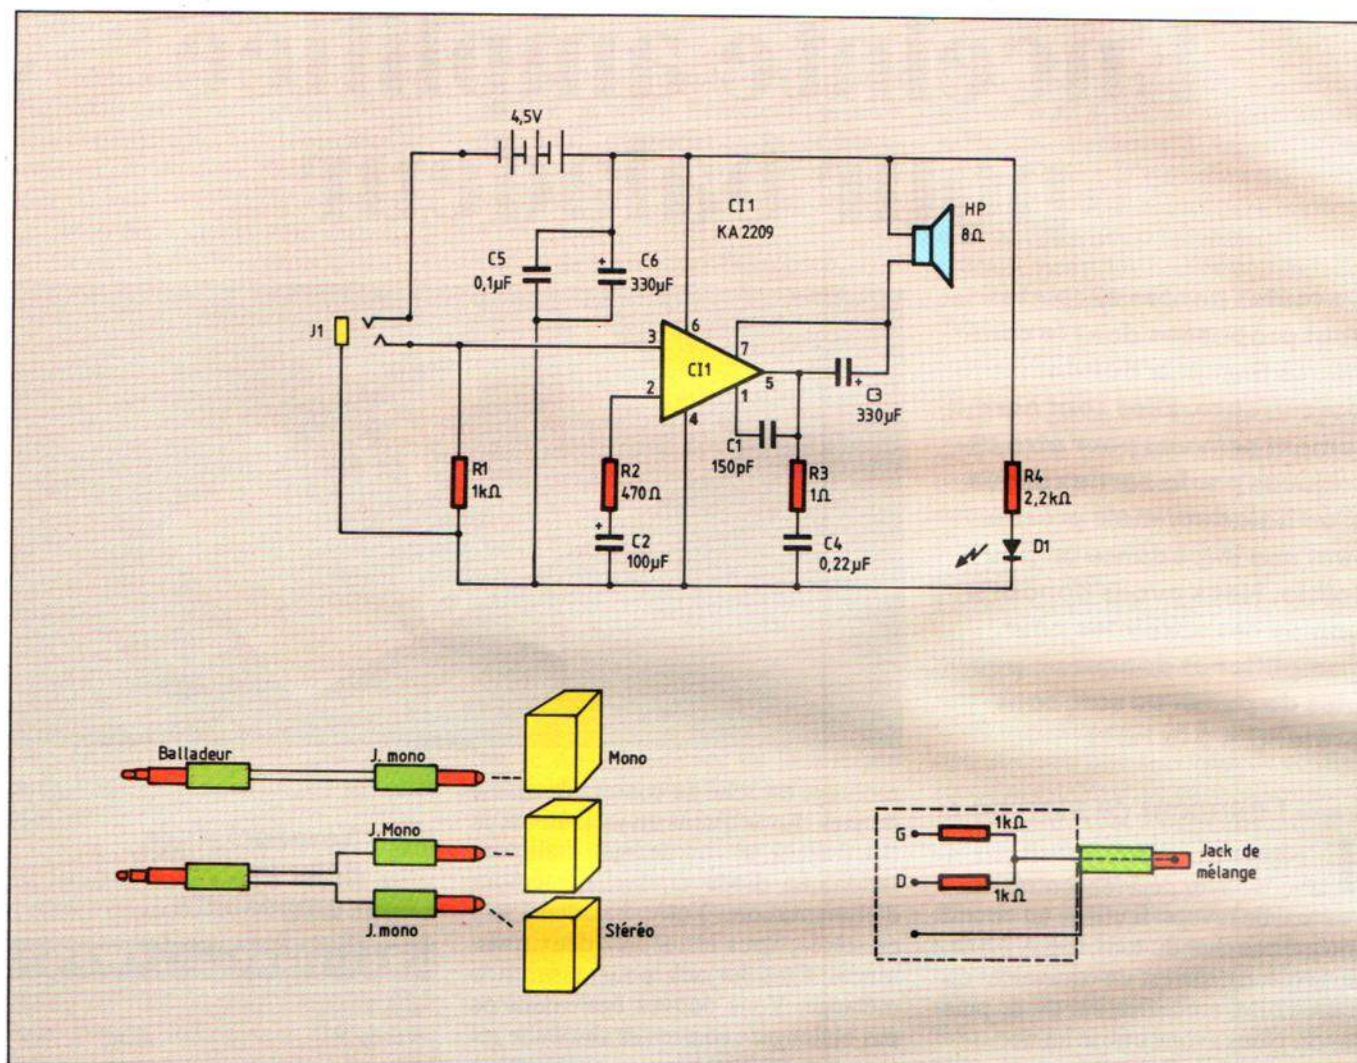 4,5V
CI1
KA 2209
HP
8Ω
C5
0,1µF
+
C6
330µF
J1
3
6
CI1
7
5
2
1
4
+
C3
330µF
C1
150pF
R1
1kΩ
R2
470Ω
R3
1Ω
R4
2,2kΩ
+
C2
100µF
C4
0,22µF
D1
Balladeur
J. mono
Mono
J. Mono
J. mono
Stéréo
G
1kΩ
D
1kΩ
Jack de
mélange